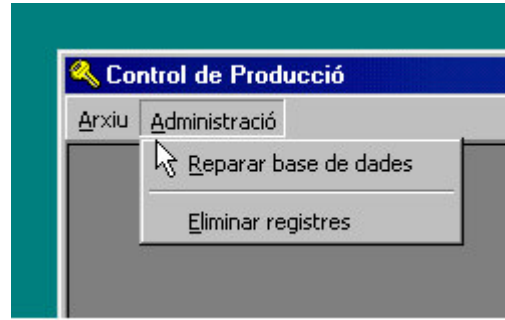 Control de Producció
Arxiu Administració
Reparar base de dades
Eliminar registres